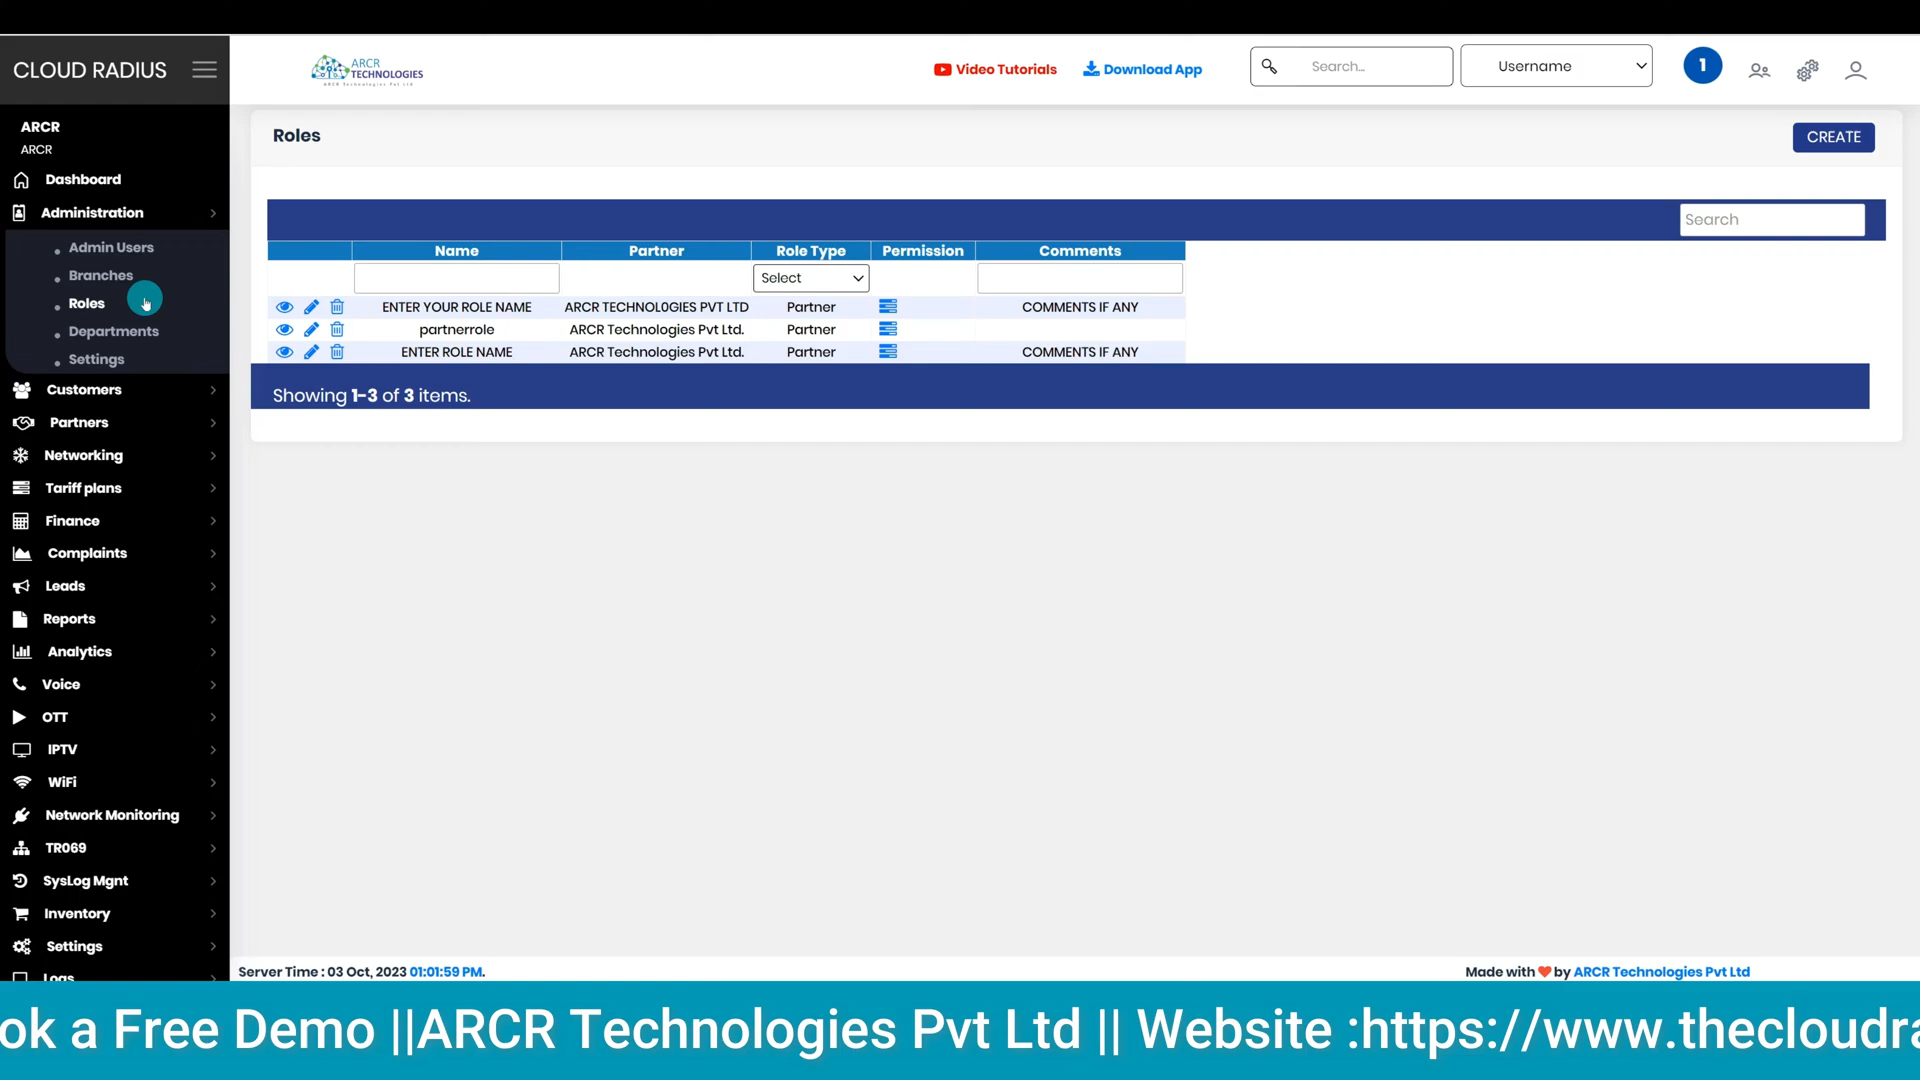 CLOUD RADIUS
ARCR TECHNOLOGIES
ARCR Technologies Pvt Ltd
Video Tutorials
Download App
Search...
Username
1
ARCR
ARCR
Dashboard
Administration
Admin Users
Branches
Roles
Departments
Settings
Customers
Partners
Networking
Tariff plans
Finance
Complaints
Leads
Reports
Analytics
Voice
OTT
IPTV
WiFi
Network Monitoring
TR069
SysLog Mgnt
Inventory
Settings
Logs
Roles
CREATE
Search
Name Partner Role Type Permission Comments
Select
ENTER YOUR ROLE NAME ARCR TECHNOL0GIES PVT LTD Partner COMMENTS IF ANY
partnerrole ARCR Technologies Pvt Ltd. Partner
ENTER ROLE NAME ARCR Technologies Pvt Ltd. Partner COMMENTS IF ANY
Showing 1-3 of 3 items.
Server Time : 03 Oct, 2023 01:01:59 PM.
Made with ❤ by ARCR Technologies Pvt Ltd
ok a Free Demo ||ARCR Technologies Pvt Ltd || Website :https://www.thecloudra